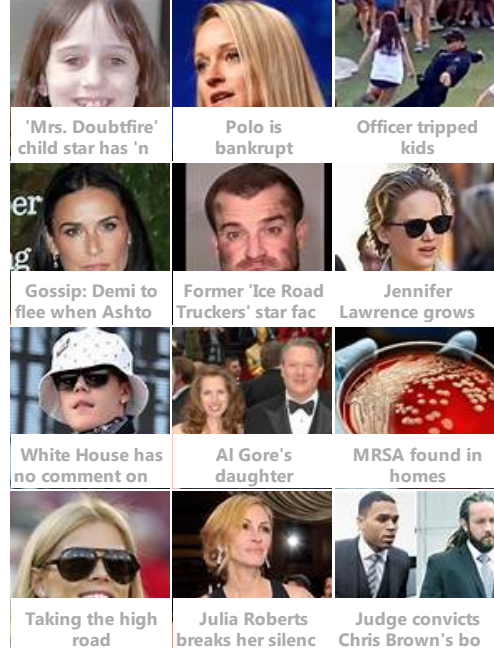 'Mrs. Doubtfire'
child star has 'n
Polo is
bankrupt
Officer tripped
kids
er
g
Gossip: Demi to
flee when Ashto
Former 'Ice Road
Truckers' star fac
Jennifer
Lawrence grows
White House has
no comment on
Al Gore's
daughter
MRSA found in
homes
Taking the high
road
Julia Roberts
breaks her silenc
Judge convicts
Chris Brown's bo